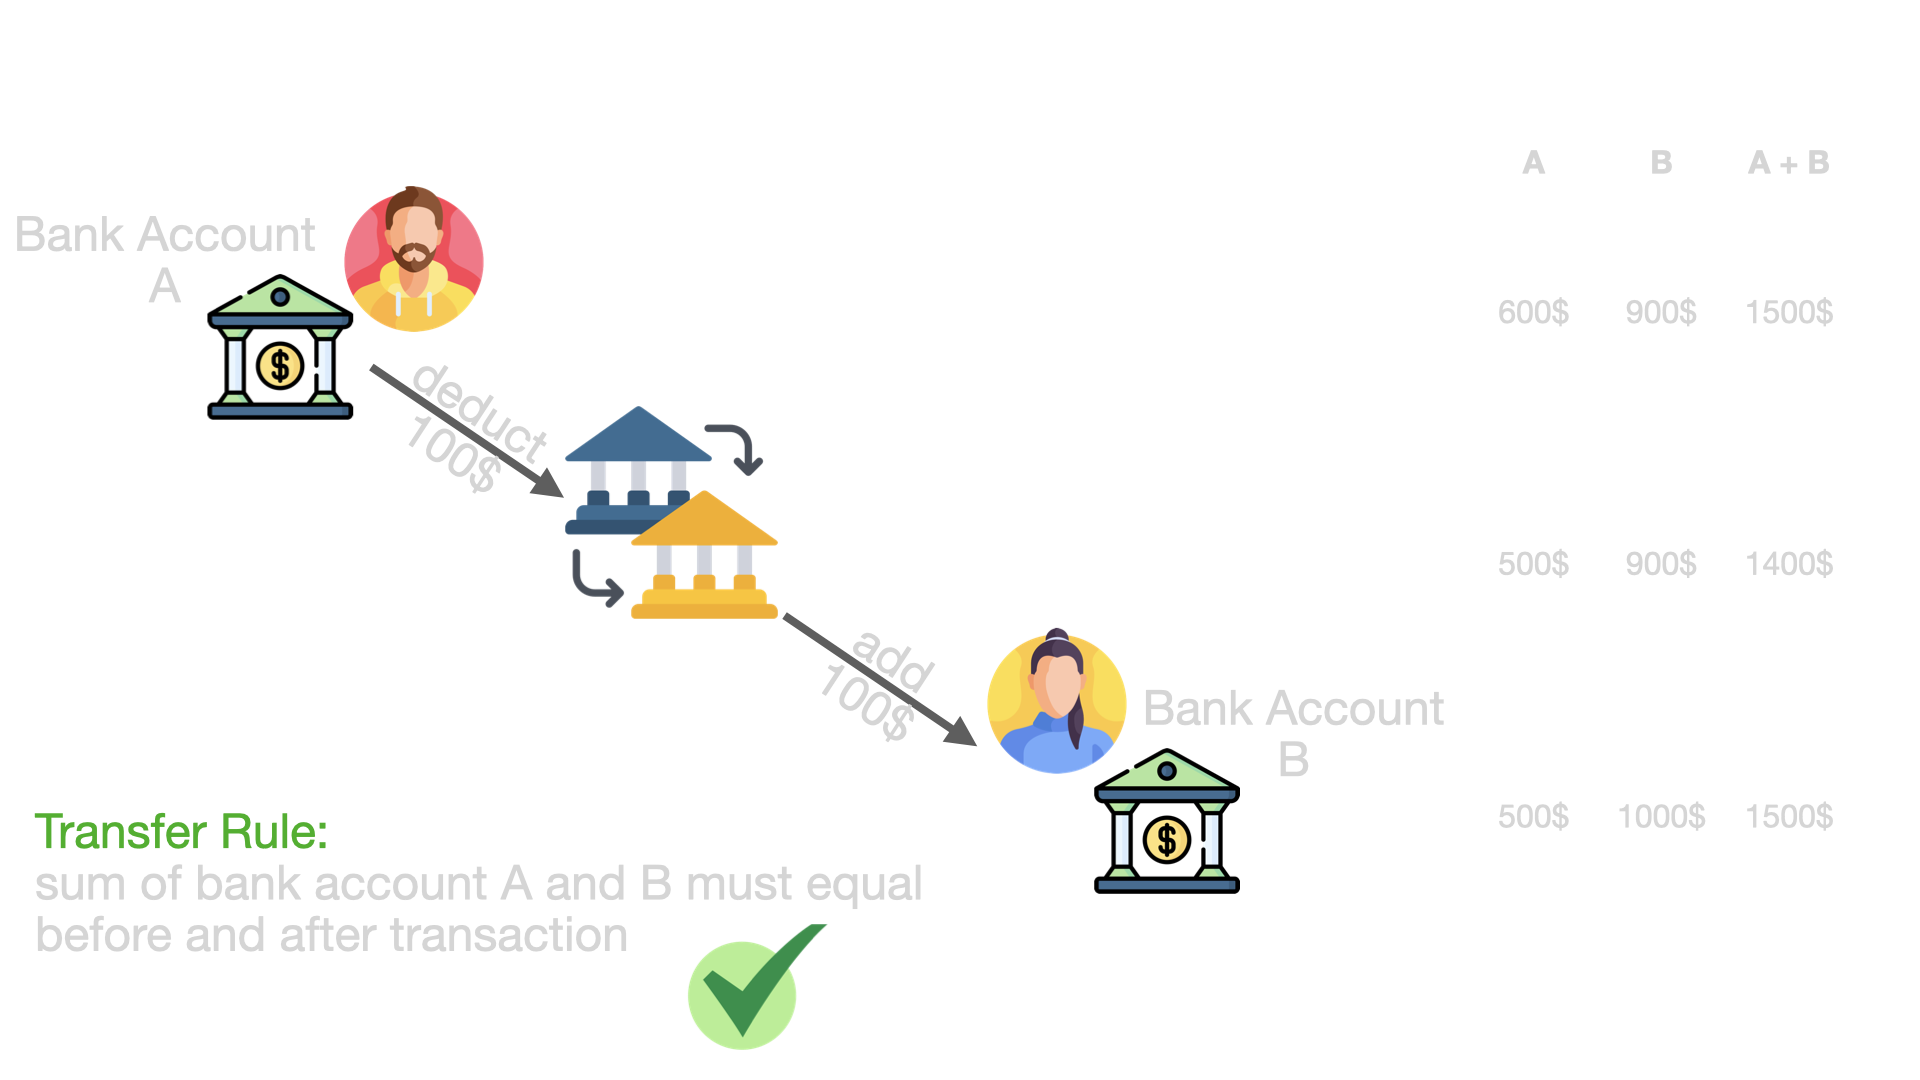 A B A + B
Bank Account
A
600$ 900$ 1500$
deduct
100$
500$ 900$ 1400$
add
100$
Bank Account
B
500$ 1000$ 1500$
Transfer Rule:
sum of bank account A and B must equal
before and after transaction